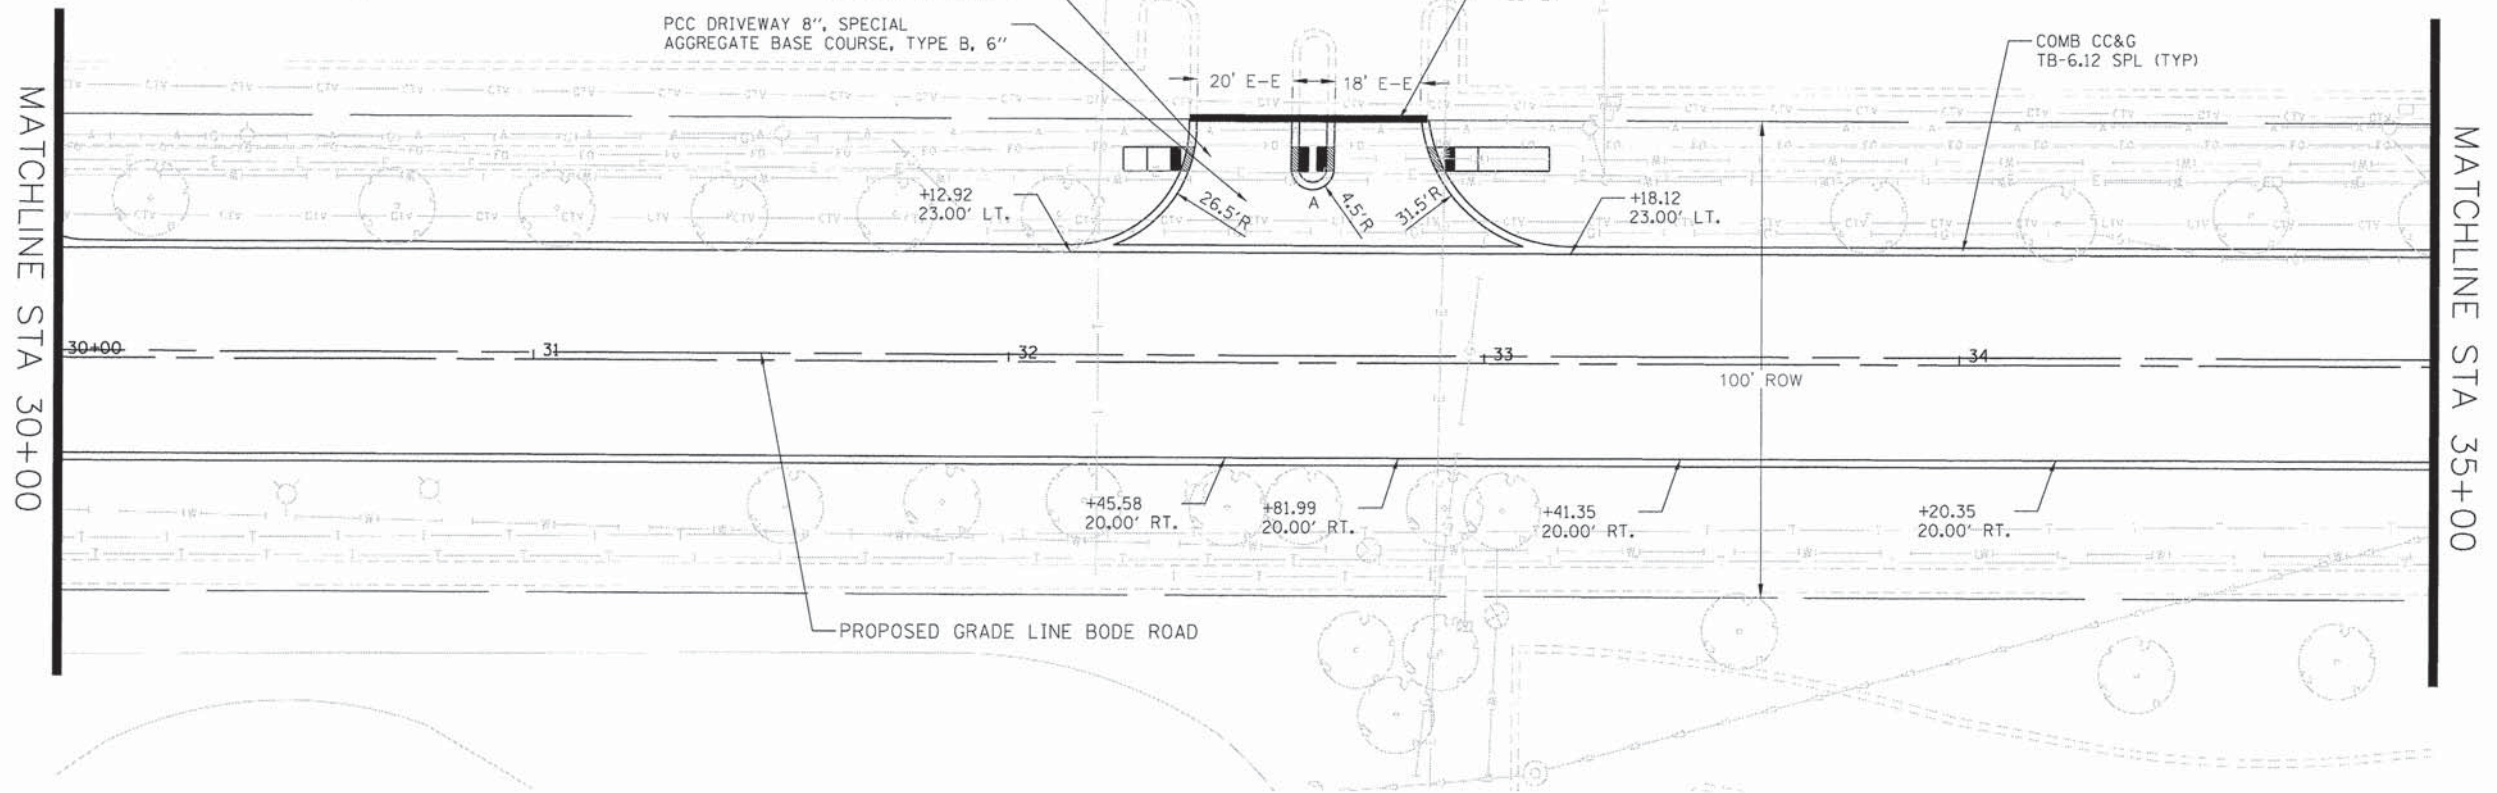 PCC DRIVEWAY 8", SPECIAL
AGGREGATE BASE COURSE, TYPE B, 6"
COMB CC&G
TB-6.12 SPL (TYP)
20' E-E
18' E-E
MATCHLINE STA 30+00
MATCHLINE STA 35+00
+12.92
23.00' LT.
26.5'R
A
4.5'R
31.5'R
+18.12
23.00' LT.
30+00
31
32
33
34
100' ROW
+45.58
20.00' RT.
+81.99
20.00' RT.
+41.35
20.00' RT.
+20.35
20.00' RT.
PROPOSED GRADE LINE BODE ROAD